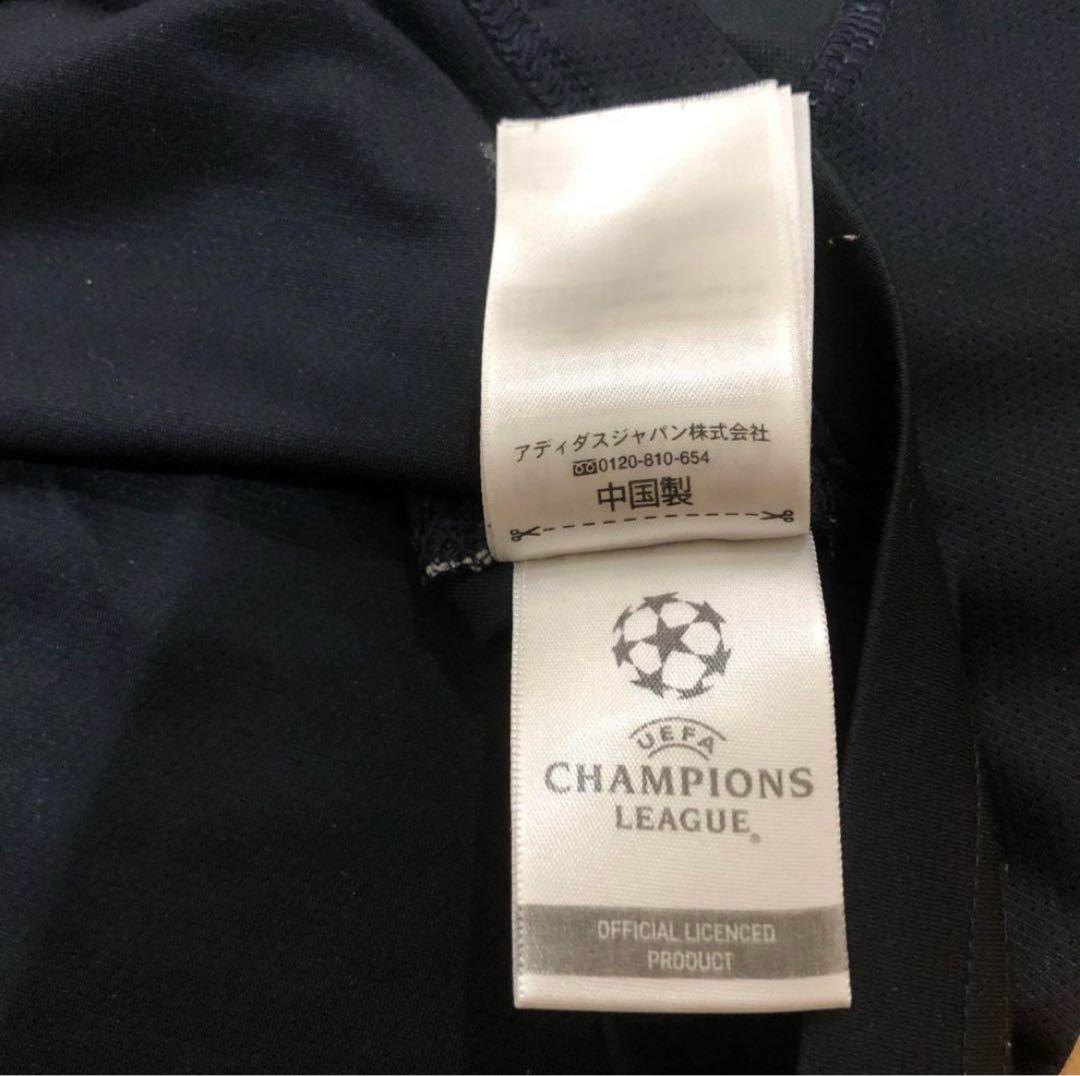 アディダスジャパン株式会社
0120-810-654
中国製
UEFA
CHAMPIONS
LEAGUE®
OFFICIAL LICENCED
PRODUCT